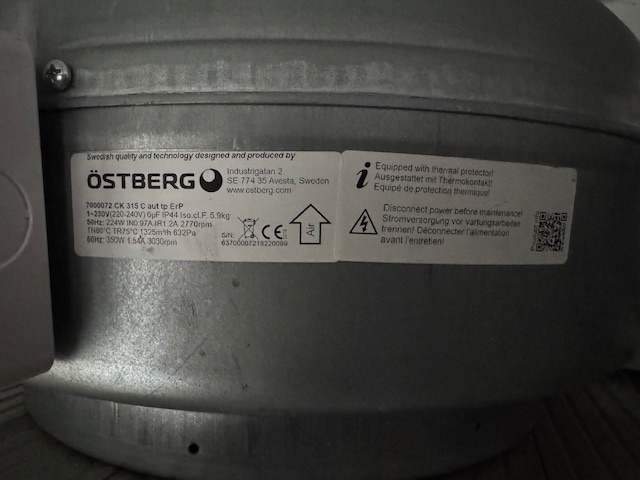 Swedish quality and technology designed and produced by
ÖSTBERG
Industrigatan 2
SE 774 35 Avesta, Sweden
www.ostberg.com
7000072 CK 315 C aut tp ErP
1~230V(220-240V) 6µF IP44 Iso.cl.F. 5.9kg
50Hz: 224W IN0.97A IR1.2A 2770rpm
TN60°C TR75°C 1325m³/h 632Pa
60Hz: 350W 1.54A 3030rpm
S/N:
63700007218220099
CE
Air
i
Equipped with thermal protector!
Ausgestattet mit Thermokontakt!
Equipé de protection thermique!
Disconnect power before maintenance!
Stromversorgung vor wartungsarbeiten
trennen! Déconnecter l'alimentation
avant l'entretien!